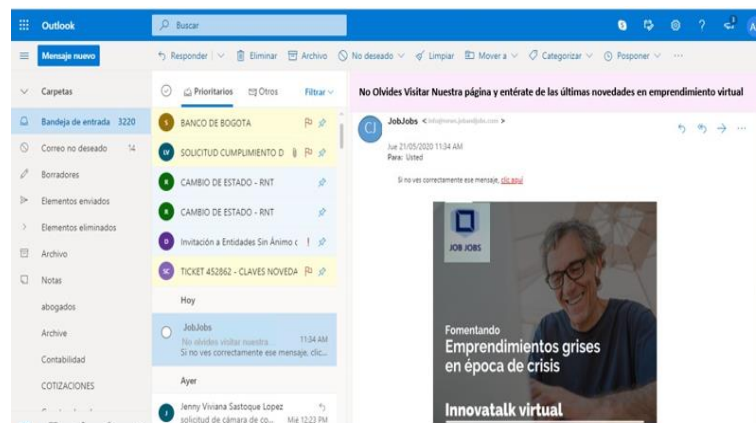 Outlook
Buscar
Mensaje nuevo
Responder
Eliminar
Archivo
No deseado
Limpiar
Mover a
Categorizar
Posponer
Carpetas
Bandeja de entrada 3220
Correo no deseado 14
Borradores
Elementos enviados
Elementos eliminados
Archivo
Notas
abogados
Archive
Contabilidad
COTIZACIONES
Prioritarios
Otros
Filtrar
S BANCO DE BOGOTA
LV SOLICITUD CUMPLIMIENTO D
R CAMBIO DE ESTADO - RNT
R CAMBIO DE ESTADO - RNT
D Invitación a Entidades Sin Ánimo c !
SC TICKET 452862 - CLAVES NOVEDA
Hoy
JobJobs
No olvides visitar nuestra... 11:34 AM
Si no ves correctamente ese mensaje, clic...
Ayer
Jenny Viviana Sastoque Lopez
solicitud de cámara de co... Mié 12:23 PM
No Olvides Visitar Nuestra página y entérate de las últimas novedades en emprendimiento virtual
CJ JobJobs
Jue 21/05/2020 11:34 AM
Para: Usted
Si no ves correctamente ese mensaje, clic aquí
JOB JOBS
Fomentando
Emprendimientos grises
en época de crisis
Innovatalk virtual